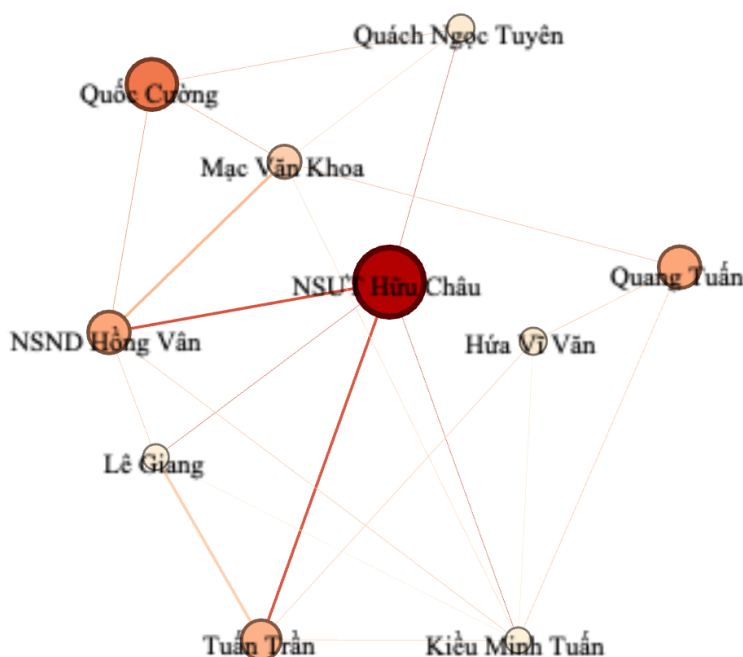 Quách Ngọc Tuyên
Quốc Cường
Mạc Văn Khoa
NSƯT Hữu Châu
Quang Tuấn
NSND Hồng Vân
Hứa Vĩ Văn
Lê Giang
Tuấn Trần
Kiều Minh Tuấn